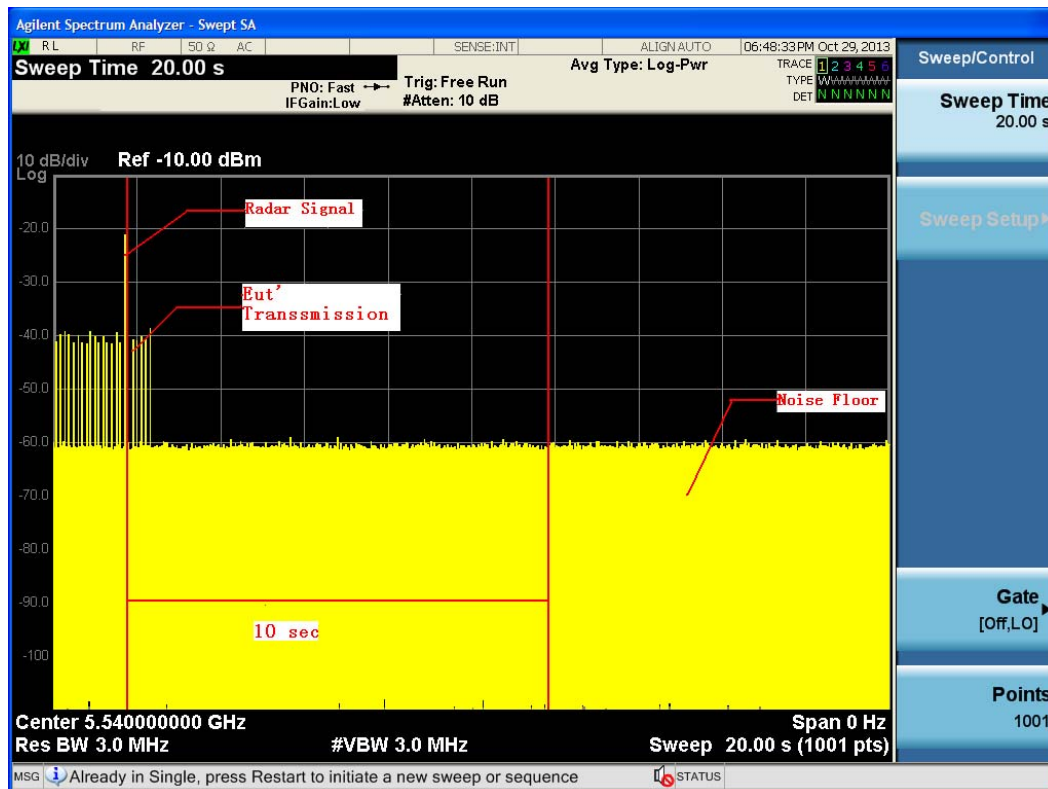 Agilent Spectrum Analyzer - Swept SA
LXI RL RF 50 Ω AC SENSE:INT ALIGN AUTO 06:48:33 PM Oct 29, 2013
Sweep Time 20.00 s
PNO: Fast
IFGain:Low
Trig: Free Run
#Atten: 10 dB
Avg Type: Log-Pwr
TRACE 1 2 3 4 5 6
TYPE
DET N N N N N N
10 dB/div Ref -10.00 dBm
Log
Radar Signal
-20.0
-30.0
Eut'
Transsmission
-40.0
-50.0
Noise Floor
-60.0
-70.0
-80.0
-90.0
10 sec
-100
Center 5.540000000 GHz Span 0 Hz
Res BW 3.0 MHz #VBW 3.0 MHz Sweep 20.00 s (1001 pts)
MSG Already in Single, press Restart to initiate a new sweep or sequence STATUS
Sweep/Control
Sweep Time
20.00 s
Sweep Setup
Gate
[Off,LO]
Points
1001